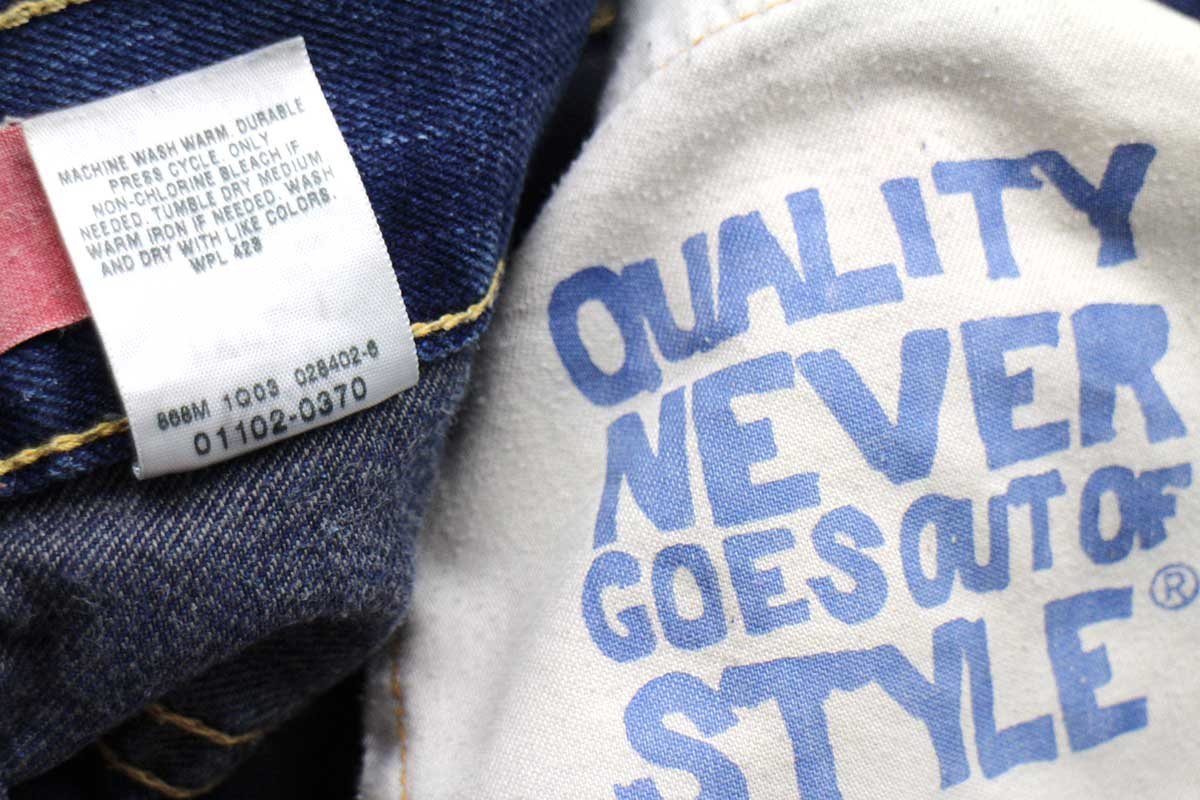 MACHINE WASH WARM. DURABLE
PRESS CYCLE. ONLY
NON-CHLORINE BLEACH IF
NEEDED. TUMBLE DRY MEDIUM.
WARM IRON IF NEEDED. WASH
AND DRY WITH LIKE COLORS.
WPL 423
868M 1Q03 028402-6
01102-0370
QUALITY
NEVER
GOES OUT OF
STYLE®